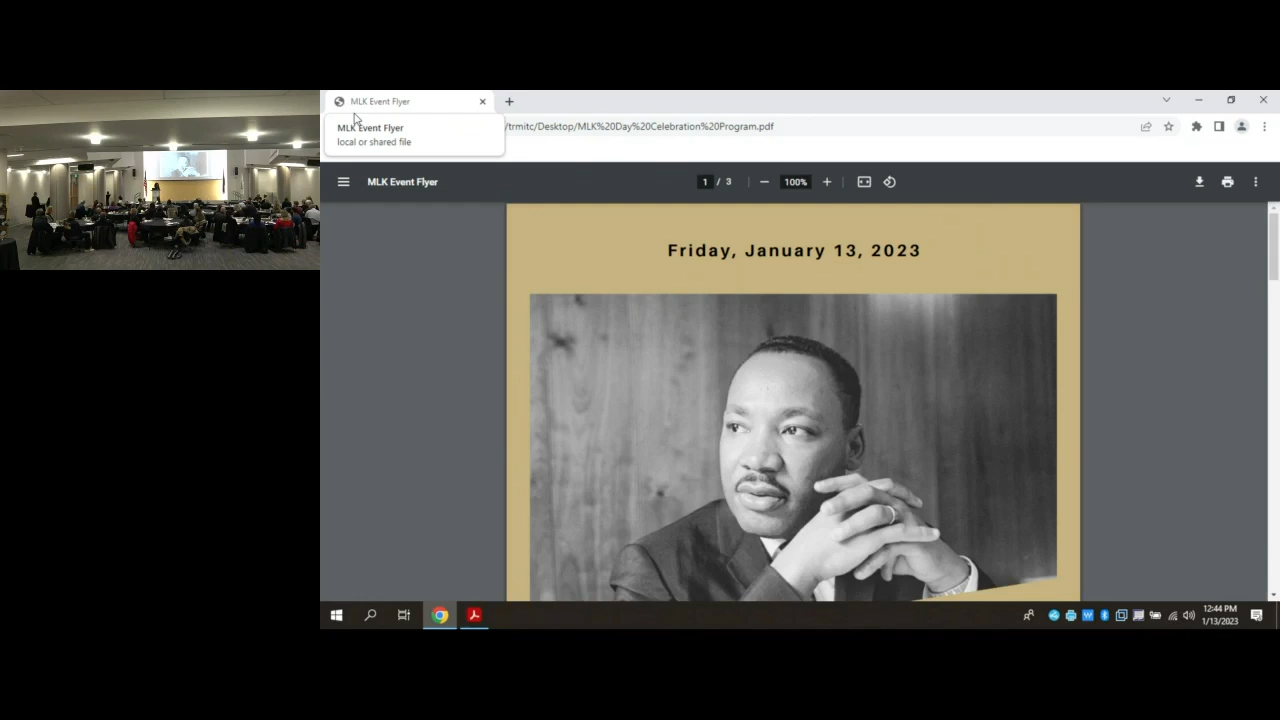 MLK Event Flyer
MLK Event Flyer
local or shared file
/trmitc/Desktop/MLK%20Day%20Celebration%20Program.pdf
MLK Event Flyer
1 / 3
100%
Friday, January 13, 2023
12:44 PM
1/13/2023